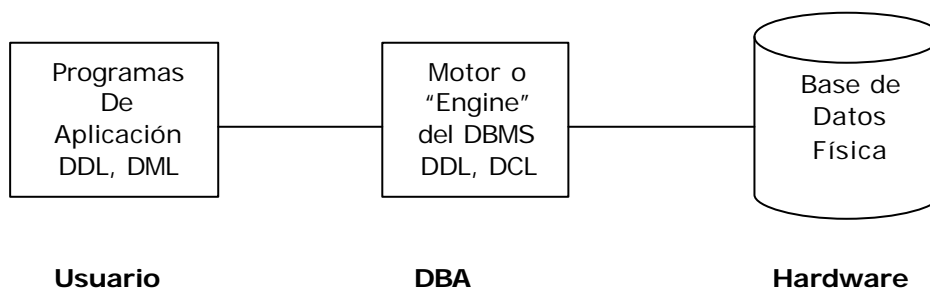 Programas
De
Aplicación
DDL, DML
Motor o
“Engine”
del DBMS
DDL, DCL
Base de
Datos
Física
Usuario
DBA
Hardware